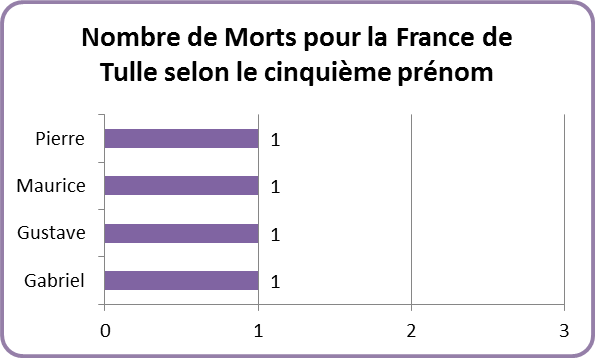 Nombre de Morts pour la France de
Tulle selon le cinquième prénom
Pierre 1
Maurice 1
Gustave 1
Gabriel 1
0 1 2 3